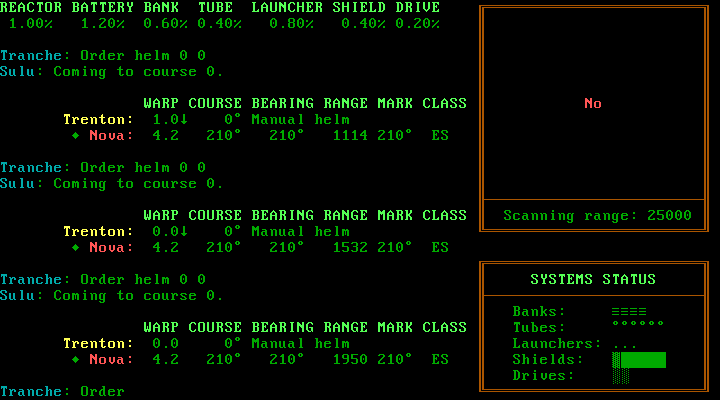 REACTOR BATTERY BANK TUBE LAUNCHER SHIELD DRIVE
1.00% 1.20% 0.60% 0.40% 0.80% 0.40% 0.20%
Tranche: Order helm 0 0
Sulu: Coming to course 0.
WARP COURSE BEARING RANGE MARK CLASS
Trenton: 1.0↓ 0° Manual helm
♦ Nova: 4.2 210° 210° 1114 210° ES
Tranche: Order helm 0 0
Sulu: Coming to course 0.
WARP COURSE BEARING RANGE MARK CLASS
Trenton: 0.0↓ 0° Manual helm
♦ Nova: 4.2 210° 210° 1532 210° ES
Tranche: Order helm 0 0
Sulu: Coming to course 0.
WARP COURSE BEARING RANGE MARK CLASS
Trenton: 0.0 0° Manual helm
♦ Nova: 4.2 210° 210° 1950 210° ES
Tranche: Order
No
Scanning range: 25000
SYSTEMS STATUS
Banks: ≡≡≡≡
Tubes: °°°°°°
Launchers: ...
Shields:
Drives: